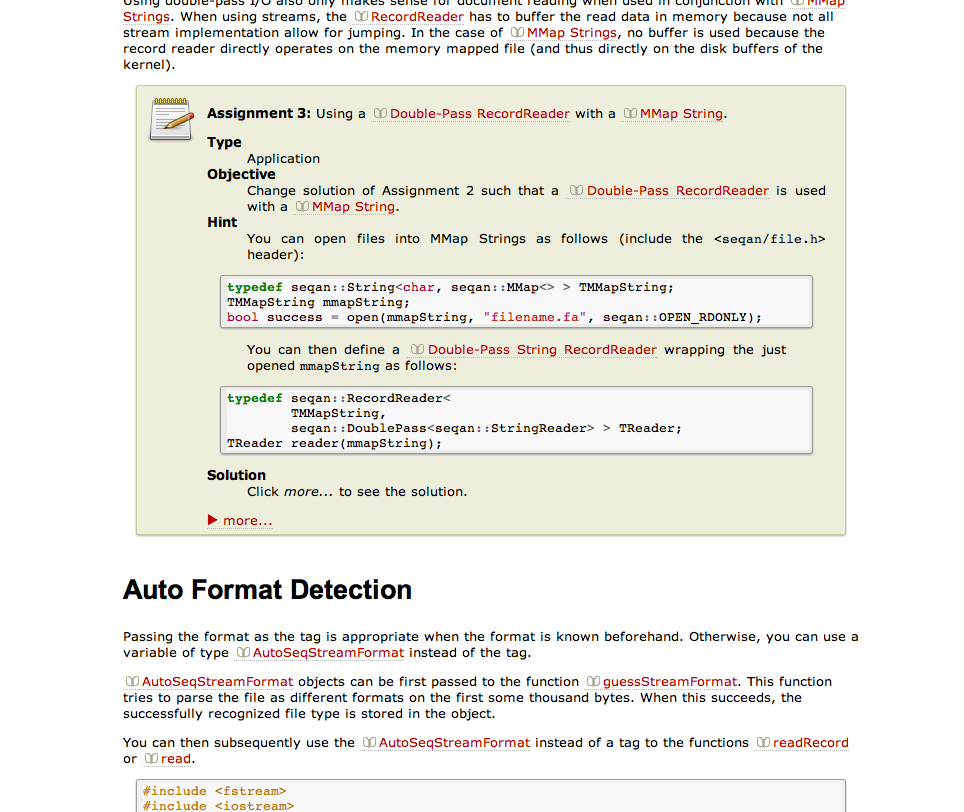 Using double-pass I/O also only makes sense for document reading when used in conjunction with MMap
Strings. When using streams, the RecordReader has to buffer the read data in memory because not all
stream implementation allow for jumping. In the case of MMap Strings, no buffer is used because the
record reader directly operates on the memory mapped file (and thus directly on the disk buffers of the
kernel).
Assignment 3: Using a Double-Pass RecordReader with a MMap String.
Type
Application
Objective
Change solution of Assignment 2 such that a Double-Pass RecordReader is used
with a MMap String.
Hint
You can open files into MMap Strings as follows (include the <seqan/file.h>
header):
typedef seqan::String<char, seqan::MMap<> > TMMapString;
TMMapString mmapString;
bool success = open(mmapString, "filename.fa", seqan::OPEN_RDONLY);
You can then define a Double-Pass String RecordReader wrapping the just
opened mmapString as follows:
typedef seqan::RecordReader<
TMMapString,
seqan::DoublePass<seqan::StringReader> > TReader;
TReader reader(mmapString);
Solution
Click more... to see the solution.
more...
Auto Format Detection
Passing the format as the tag is appropriate when the format is known beforehand. Otherwise, you can use a
variable of type AutoSeqStreamFormat instead of the tag.
AutoSeqStreamFormat objects can be first passed to the function guessStreamFormat. This function
tries to parse the file as different formats on the first some thousand bytes. When this succeeds, the
successfully recognized file type is stored in the object.
You can then subsequently use the AutoSeqStreamFormat instead of a tag to the functions readRecord
or read.
#include <fstream>
#include <iostream>